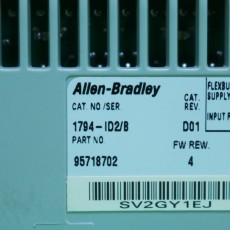 Allen-Bradley
CAT. NO./SER.
CAT.
REV.
FLEXBU
SUPPLY
1794-ID2/B
D01
INPUT R
PART NO.
FW REW.
95718702
4
SV2GY1EJ